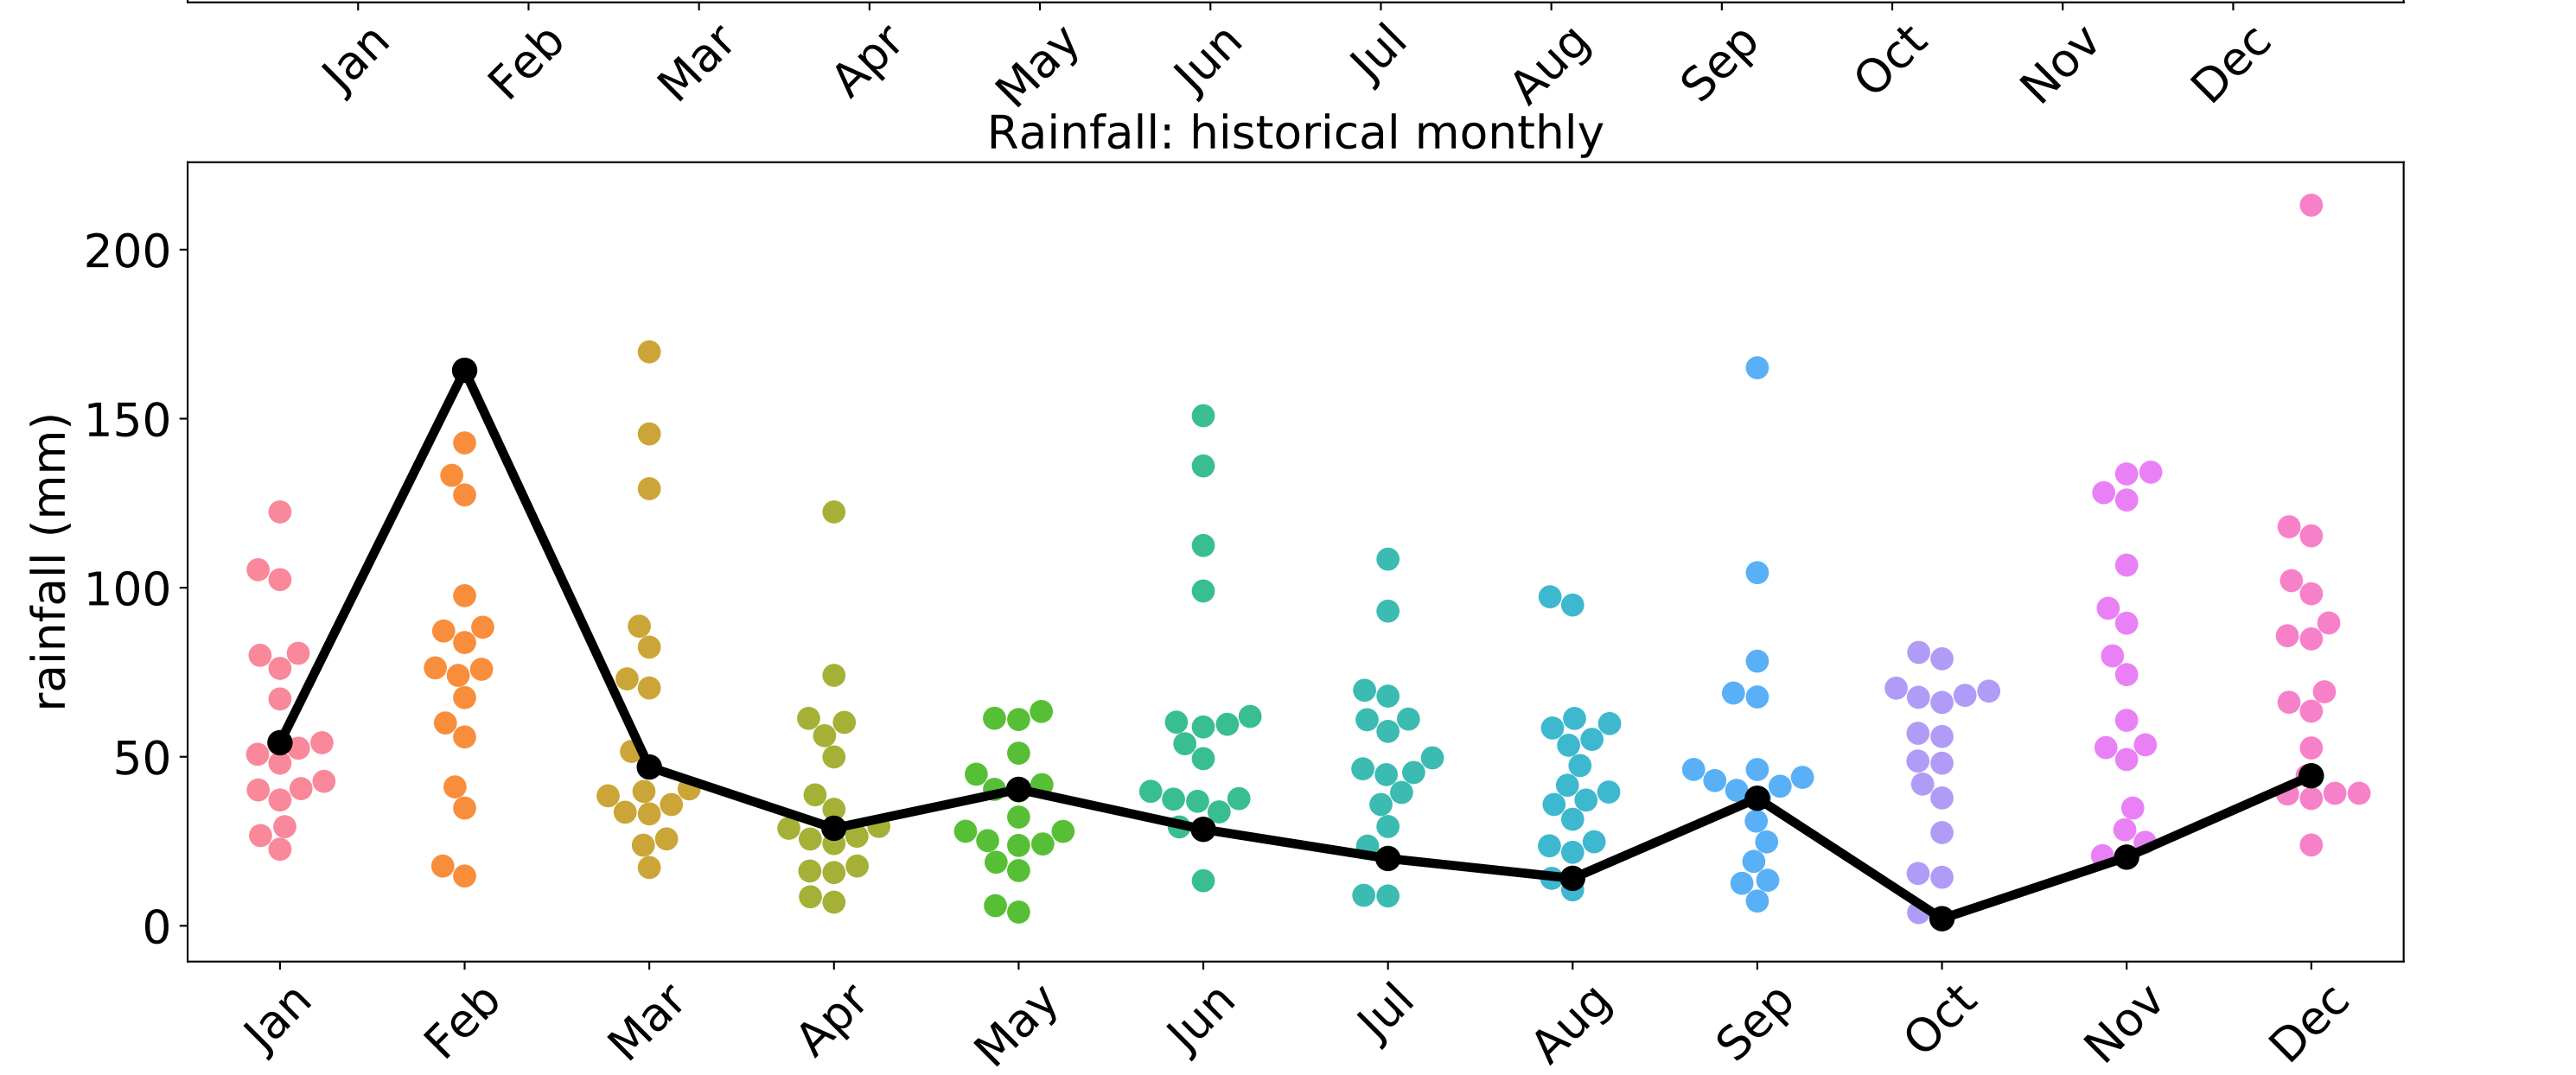 Jan Feb Mar Apr May Jun Jul Aug Sep Oct Nov Dec
Rainfall: historical monthly
rainfall (mm)
200
150
100
50
0
Jan Feb Mar Apr May Jun Jul Aug Sep Oct Nov Dec